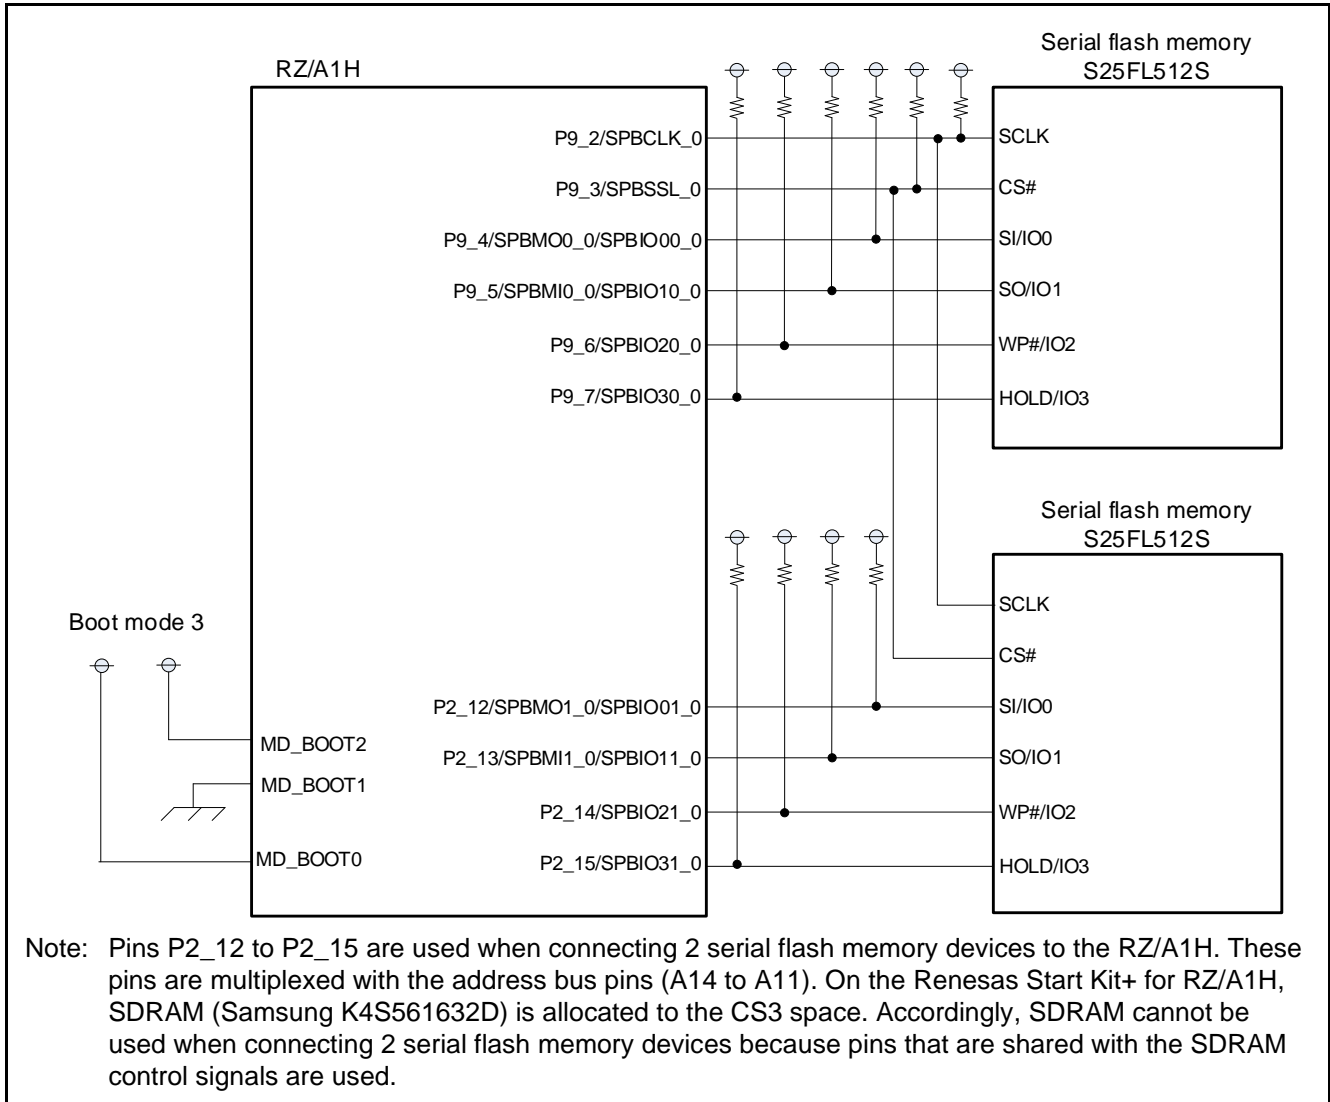 Serial flash memory
S25FL512S
RZ/A1H
P9_2/SPBCLK_0
SCLK
P9_3/SPBSSL_0
CS#
P9_4/SPBMO0_0/SPBIO00_0
SI/IO0
P9_5/SPBMI0_0/SPBIO10_0
SO/IO1
P9_6/SPBIO20_0
WP#/IO2
P9_7/SPBIO30_0
HOLD/IO3
Serial flash memory
S25FL512S
SCLK
Boot mode 3
CS#
P2_12/SPBMO1_0/SPBIO01_0
SI/IO0
MD_BOOT2
P2_13/SPBMI1_0/SPBIO11_0
SO/IO1
MD_BOOT1
P2_14/SPBIO21_0
WP#/IO2
MD_BOOT0
P2_15/SPBIO31_0
HOLD/IO3
Note: Pins P2_12 to P2_15 are used when connecting 2 serial flash memory devices to the RZ/A1H. These
pins are multiplexed with the address bus pins (A14 to A11). On the Renesas Start Kit+ for RZ/A1H,
SDRAM (Samsung K4S561632D) is allocated to the CS3 space. Accordingly, SDRAM cannot be
used when connecting 2 serial flash memory devices because pins that are shared with the SDRAM
control signals are used.